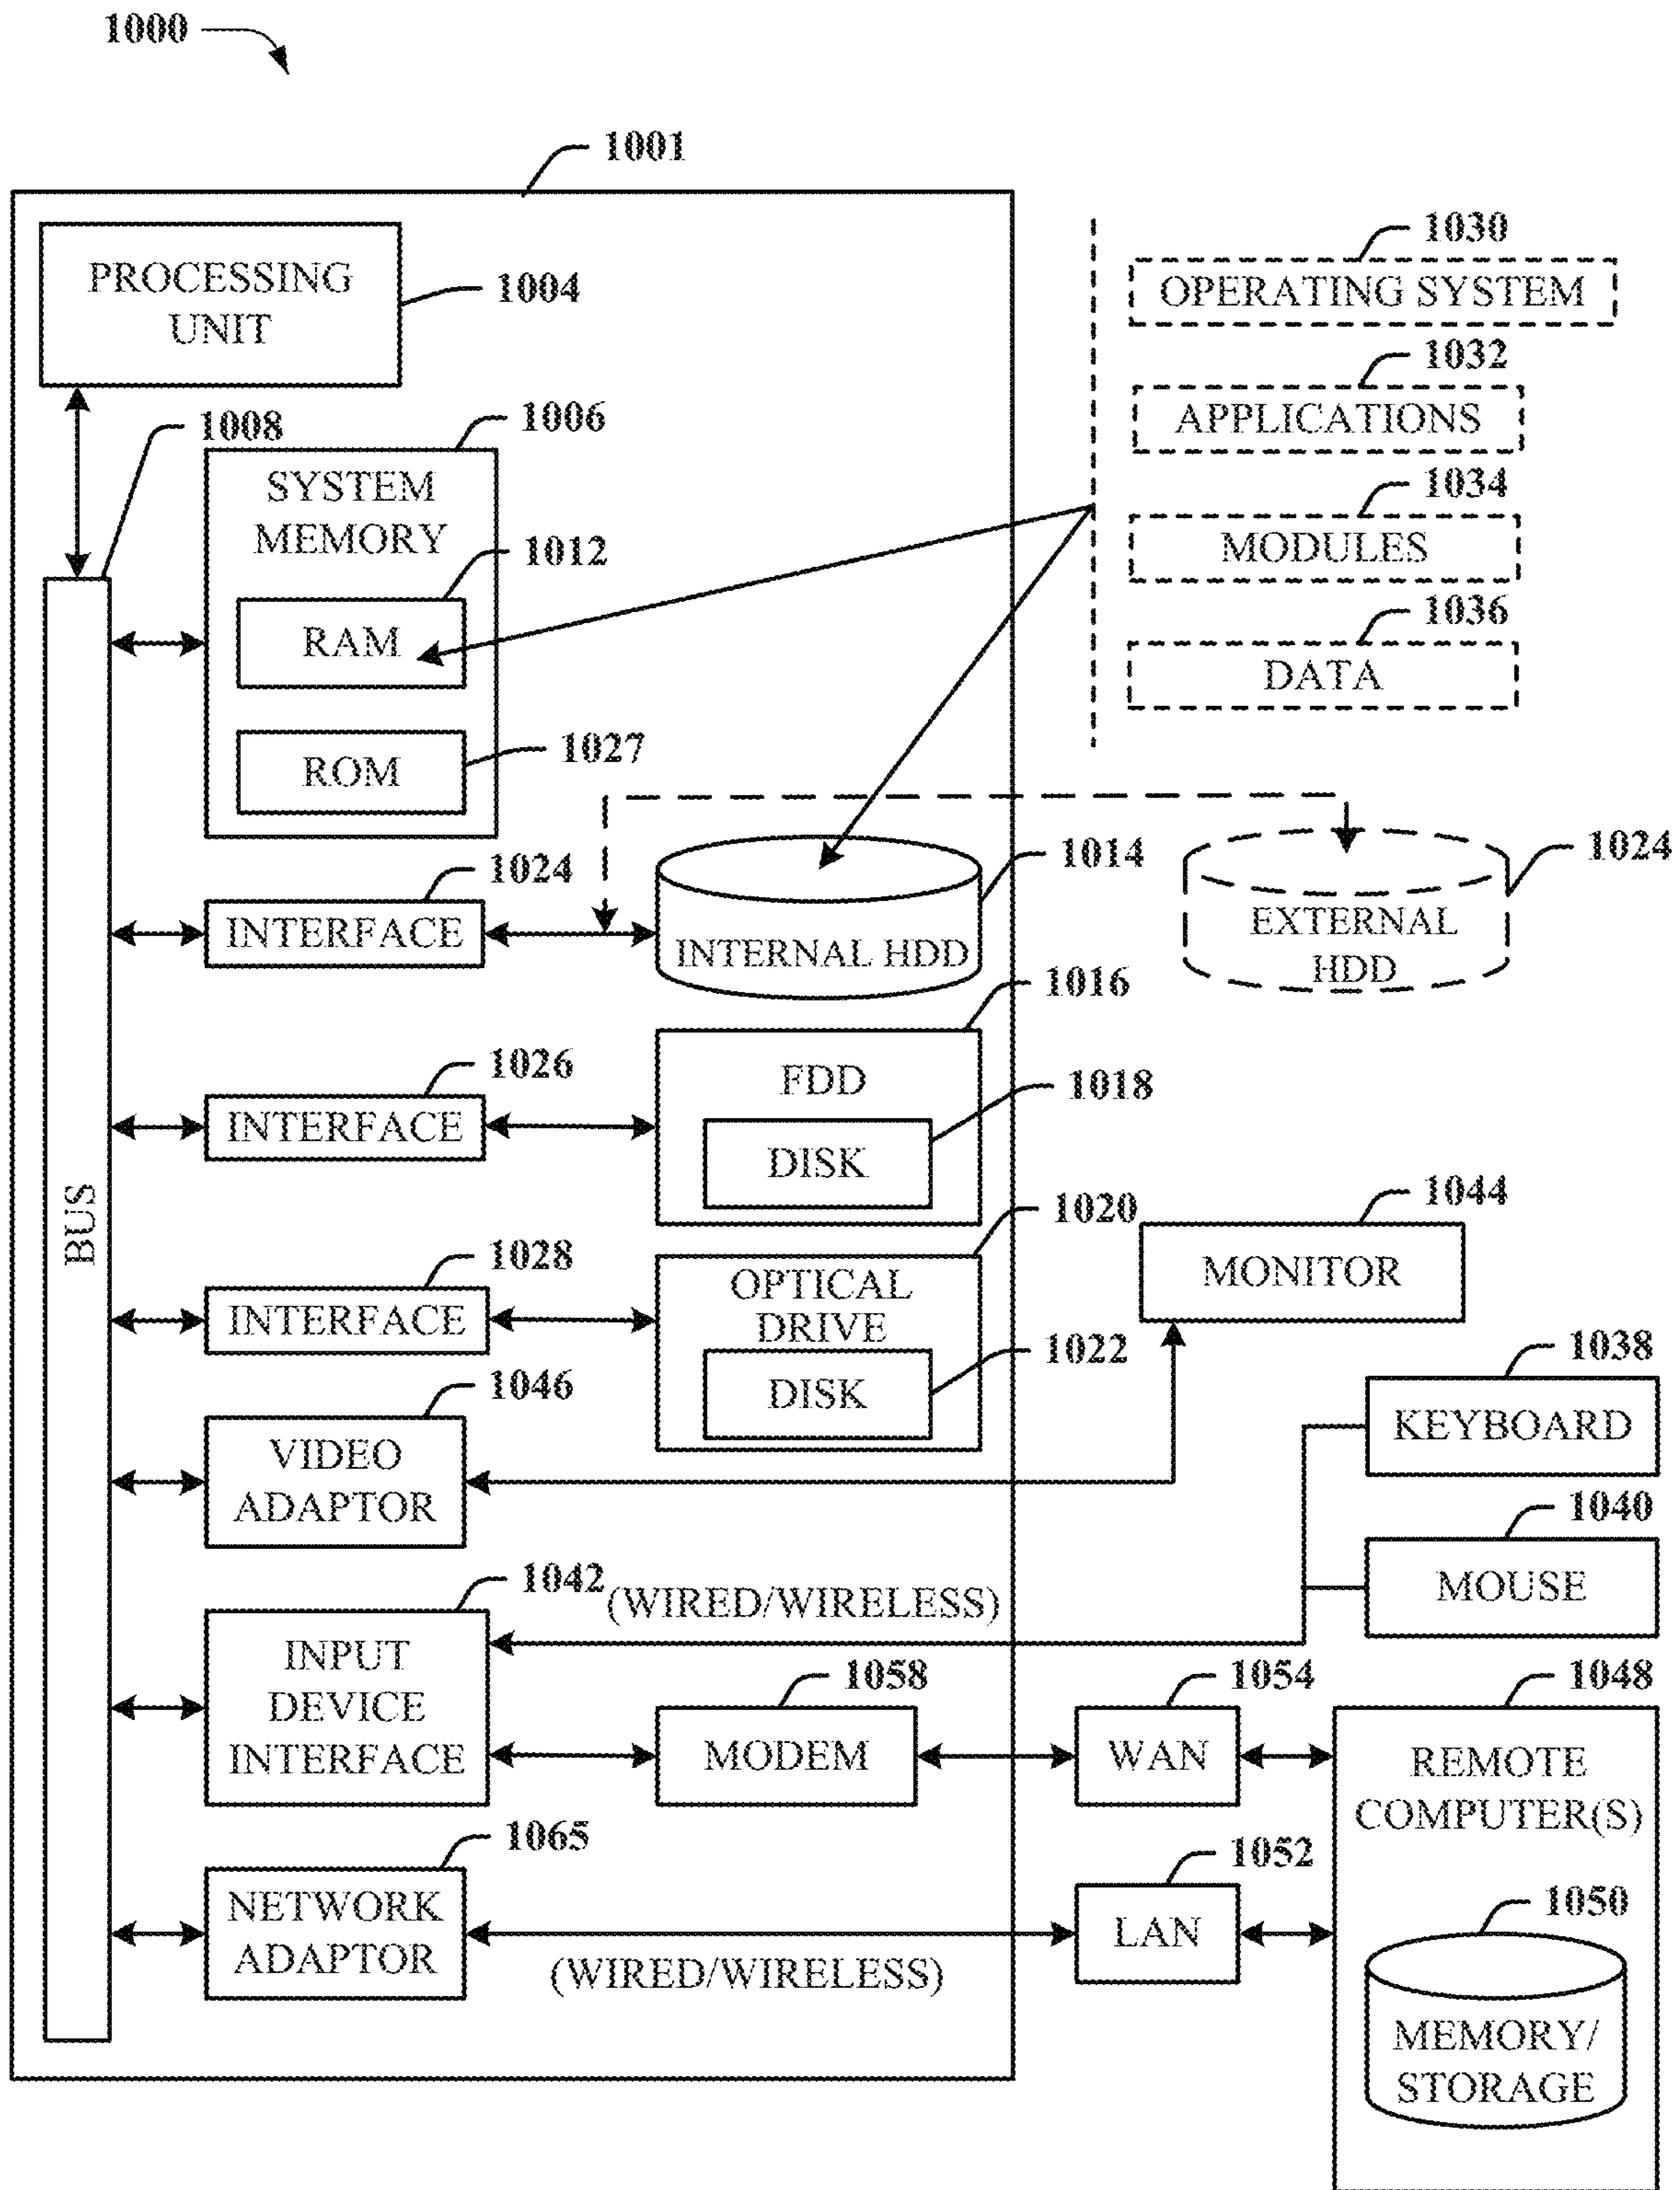 1000
1001
PROCESSING
UNIT
1004
1030
OPERATING SYSTEM
1032
APPLICATIONS
1034
MODULES
1036
DATA
1008
1006
SYSTEM
MEMORY
1012
RAM
1027
ROM
1024
INTERFACE
1014
INTERNAL HDD
1024
EXTERNAL
HDD
1026
INTERFACE
1016
FDD
1018
DISK
BUS
1028
INTERFACE
1020
OPTICAL
DRIVE
1022
DISK
1044
MONITOR
1046
VIDEO
ADAPTOR
1038
KEYBOARD
1040
MOUSE
1042
(WIRED/WIRELESS)
INPUT
DEVICE
INTERFACE
1058
MODEM
1054
WAN
1048
REMOTE
COMPUTER(S)
1065
NETWORK
ADAPTOR
(WIRED/WIRELESS)
1052
LAN
1050
MEMORY/
STORAGE